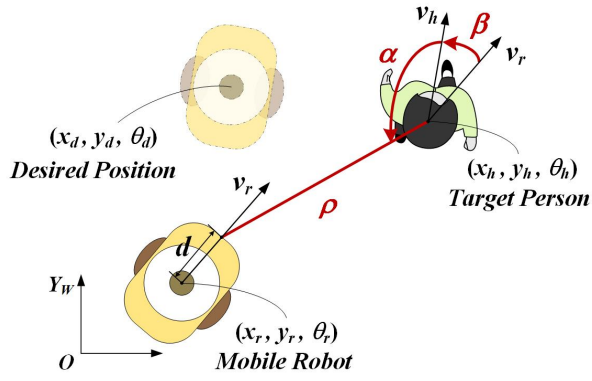 v_h
β
α
v_r
(x_d, y_d, θ_d)
Desired Position
(x_h, y_h, θ_h)
Target Person
v_r
ρ
d
Y_W
(x_r, y_r, θ_r)
O
Mobile Robot